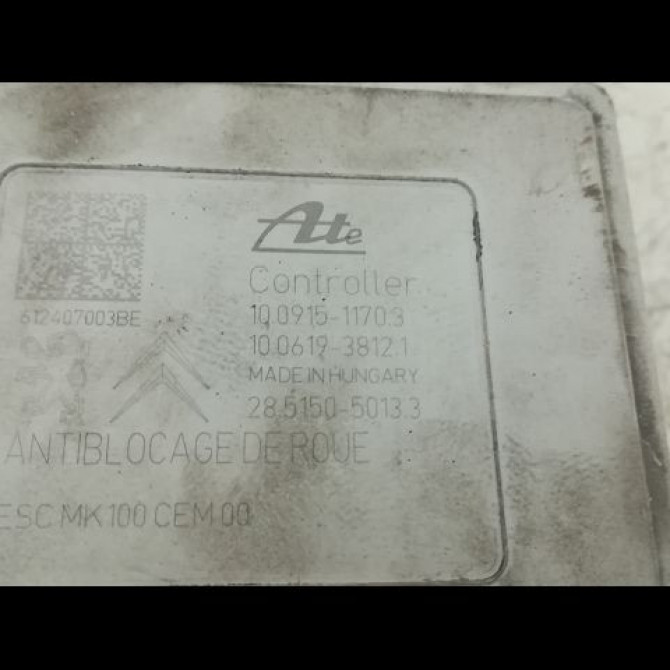 Ate
Controller
612407003BE
10.0915-1170.3
10.0619-3812.1
MADE IN HUNGARY
28.5150-5013.3
ANTIBLOCAGE DE ROUE
ESC MK100 CEM 00